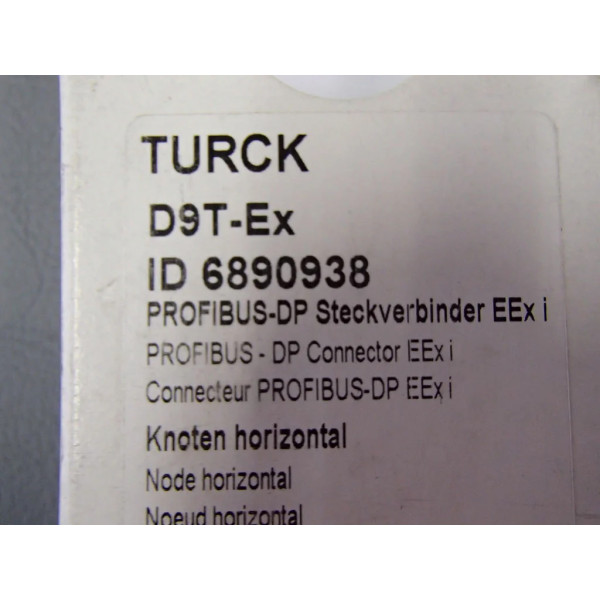 TURCK
D9T-Ex
ID 6890938
PROFIBUS-DP Steckverbinder EEx i
PROFIBUS - DP Connector EEx i
Connecteur PROFIBUS-DP EEx i
Knoten horizontal
Node horizontal
Noeud horizontal